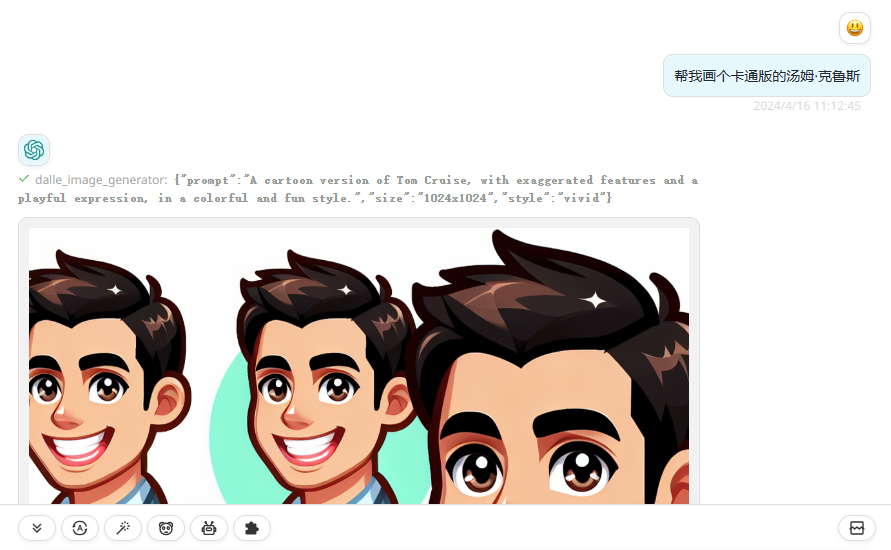 帮我画个卡通版的汤姆·克鲁斯
2024/4/16 11:12:45
dalle_image_generator: {"prompt":"A cartoon version of Tom Cruise, with exaggerated features and a
playful expression, in a colorful and fun style.","size":"1024x1024","style":"vivid"}
A